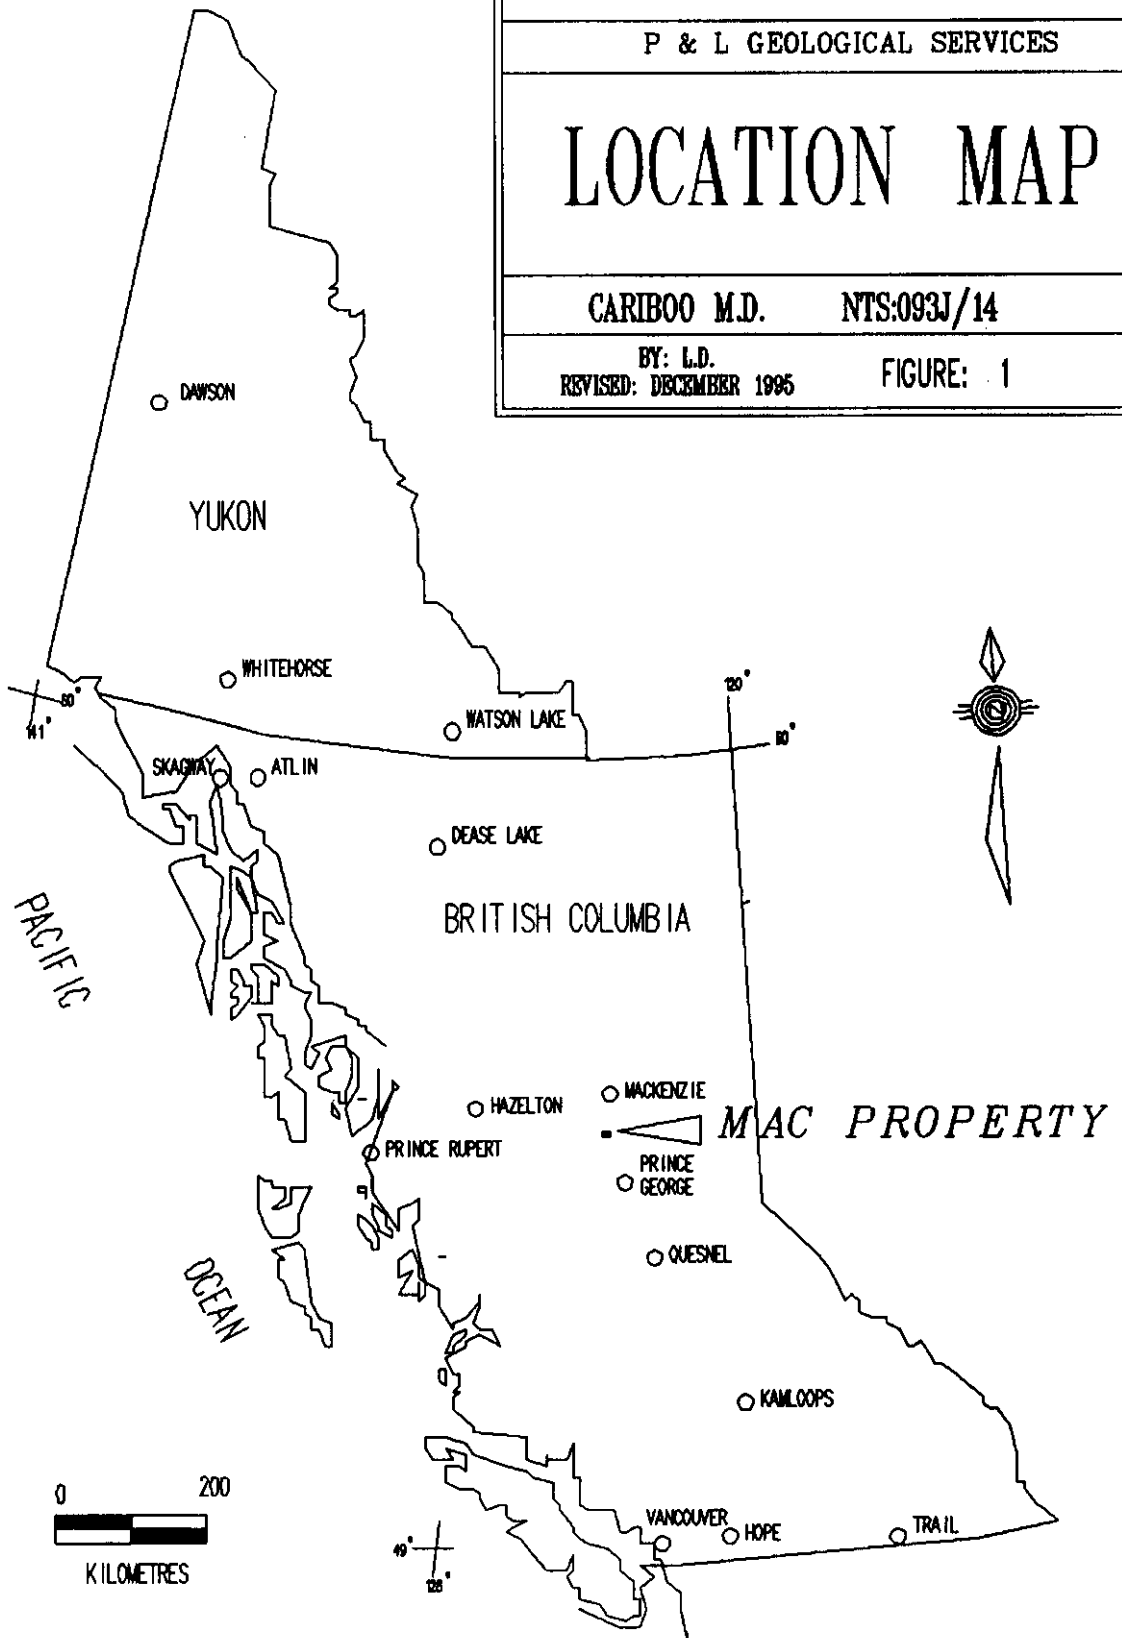 P & L GEOLOGICAL SERVICES
LOCATION MAP
CARIBOO M.D. NTS:093J/14
BY: L.D.
REVISED: DECEMBER 1995
FIGURE: 1
DAWSON
YUKON
WHITEHORSE
60°
141°
WATSON LAKE
120°
60°
SKAGWAY
ATLIN
N
DEASE LAKE
PACIFIC
BRITISH COLUMBIA
MACKENZIE
HAZELTON
MAC PROPERTY
PRINCE RUPERT
PRINCE
GEORGE
QUESNEL
OCEAN
KAMLOOPS
0 200
KILOMETRES
VANCOUVER
HOPE
TRAIL
49°
126°